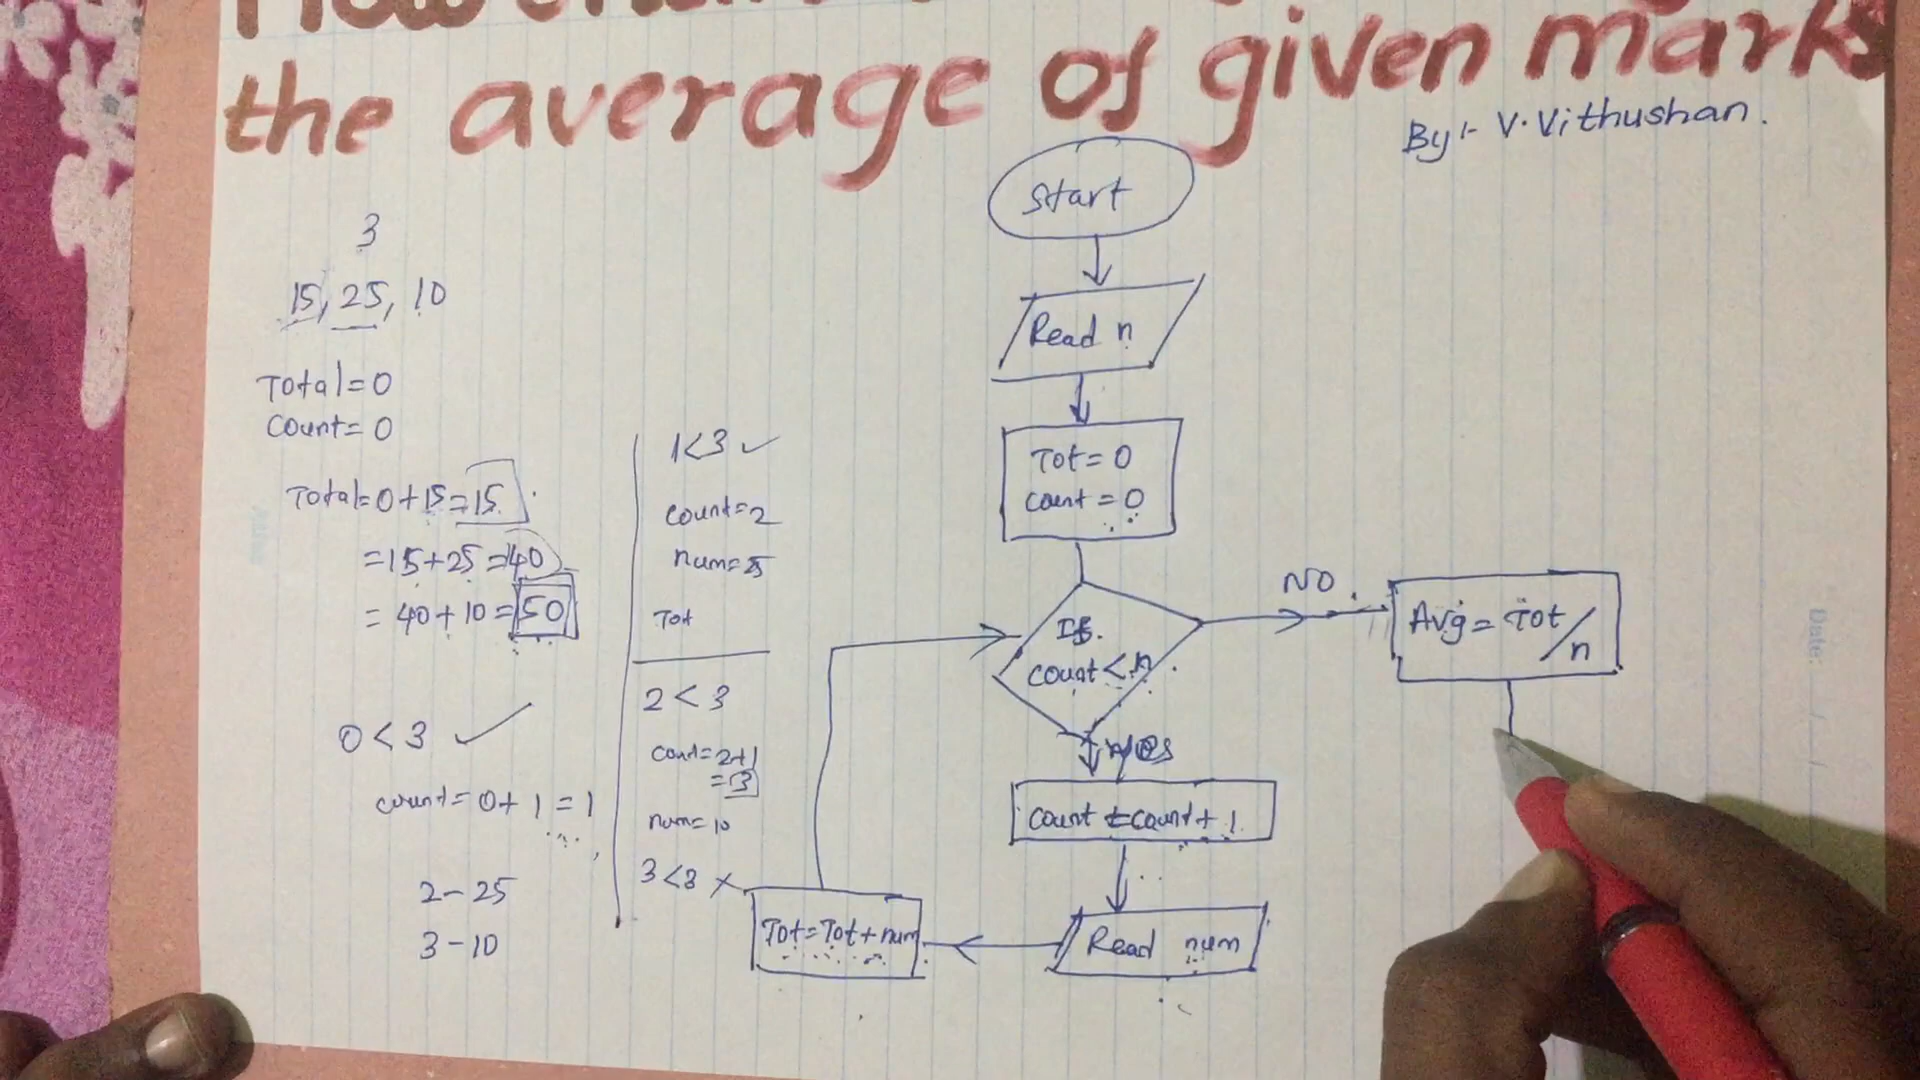 the average of given marks
By:- V.Vithushan.
3
15, 25, 10
Total=0
Count=0
Total=0+15=15
=15+25=40
=40+10=50
0<3 ✓
count=0+1=1
2-25
3-10
1<3 ✓
count=2
num=25
Tot
2<3
count=2+1
=3
num=10
3<3 ×
Start
Read n
Tot=0
count=0
If
count<n
NO
Yes
Avg=Tot/n
count=count+1
Read num
Tot=Tot+num
Date: